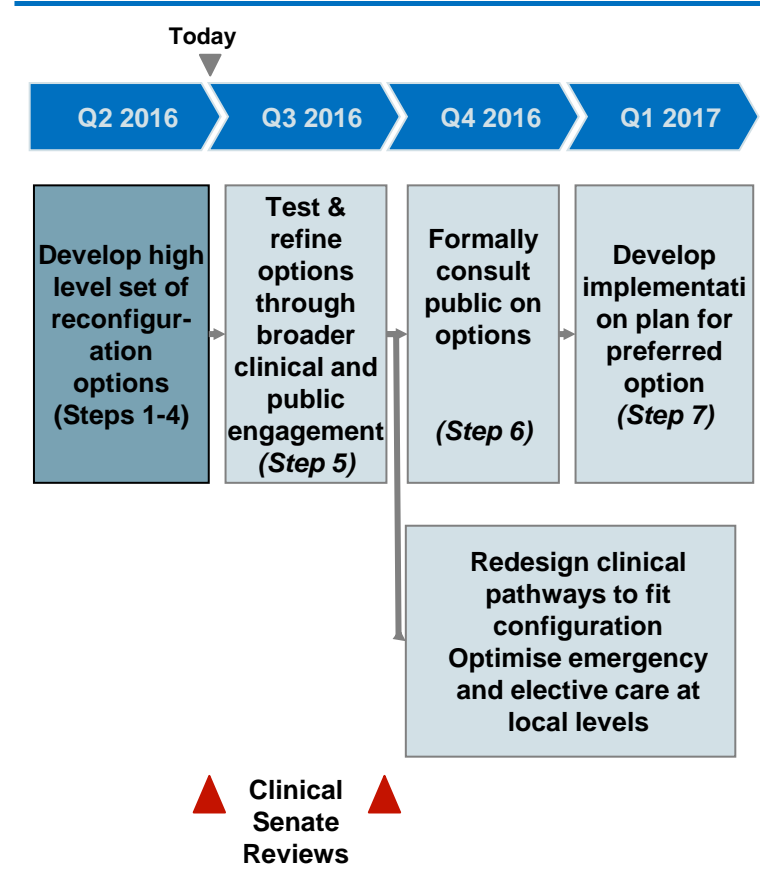 Today
Q2 2016
Q3 2016
Q4 2016
Q1 2017
Develop high
level set of
reconfigur-
ation
options
(Steps 1-4)
Test &
refine
options
through
broader
clinical and
public
engagement
(Step 5)
Formally
consult
public on
options
(Step 6)
Develop
implementati
on plan for
preferred
option
(Step 7)
Redesign clinical
pathways to fit
configuration
Optimise emergency
and elective care at
local levels
Clinical
Senate
Reviews